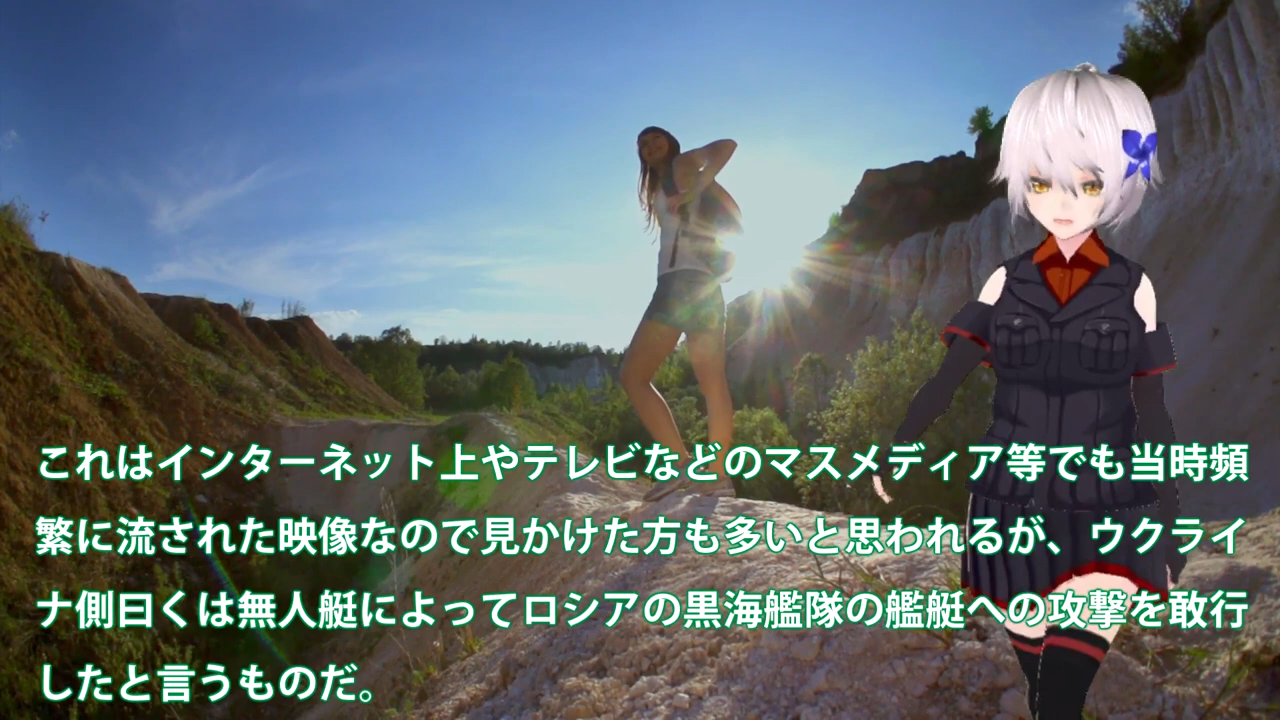 これはインターネット上やテレビなどのマスメディア等でも当時頻
繁に流された映像なので見かけた方も多いと思われるが、ウクライ
ナ側曰くは無人艇によってロシアの黒海艦隊の艦艇への攻撃を敢行
したと言うものだ。